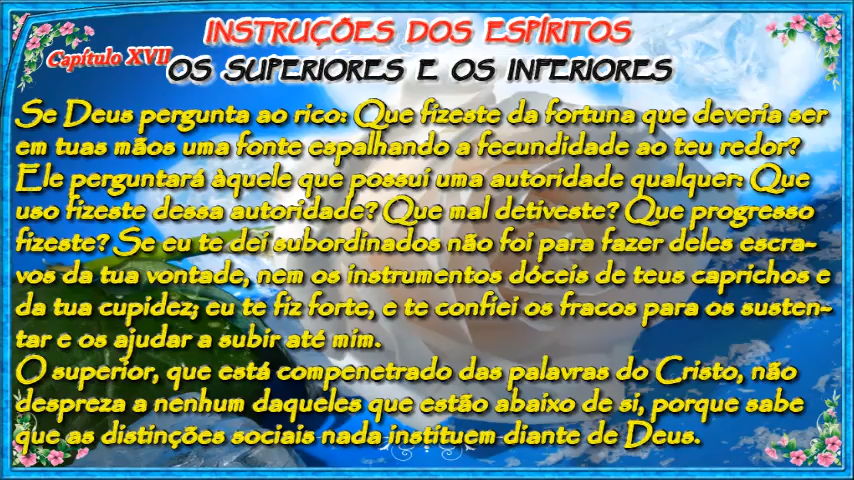 INSTRUÇÕES DOS ESPÍRITOS
Capítulo XVII
OS SUPERIORES E OS INFERIORES
Se Deus pergunta ao rico: Que fizeste da fortuna que deveria ser
em tuas mãos uma fonte espalhando a fecundidade ao teu redor?
Ele perguntará àquele que possui uma autoridade qualquer: Que
uso fizeste dessa autoridade? Que mal detiveste? Que progresso
fizeste? Se eu te dei subordinados não foi para fazer deles escra-
vos da tua vontade, nem os instrumentos dóceis de teus caprichos e
da tua cupidez; eu te fiz forte, e te confiei os fracos para os susten-
tar e os ajudar a subir até mim.
O superior, que está compenetrado das palavras do Cristo, não
despreza a nenhum daqueles que estão abaixo de si, porque sabe
que as distinções sociais nada instituem diante de Deus.